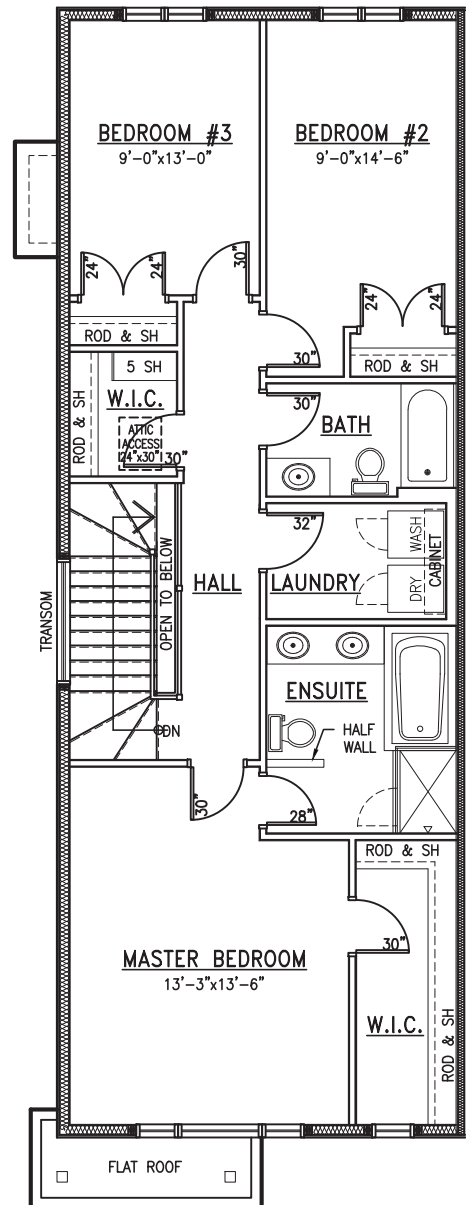 BEDROOM #3
9'-0"x13'-0"
BEDROOM #2
9'-0"x14'-6"
24"
24"
30"
24"
24"
ROD & SH
30"
ROD & SH
5 SH
W.I.C.
ROD & SH
ATTIC
ACCESS
24"x30"
30"
30"
BATH
32"
WASH
DRY
CABINET
LAUNDRY
HALL
OPEN TO BELOW
TRANSOM
DN
ENSUITE
HALF
WALL
28"
30"
ROD & SH
MASTER BEDROOM
13'-3"x13'-6"
30"
W.I.C.
ROD & SH
FLAT ROOF